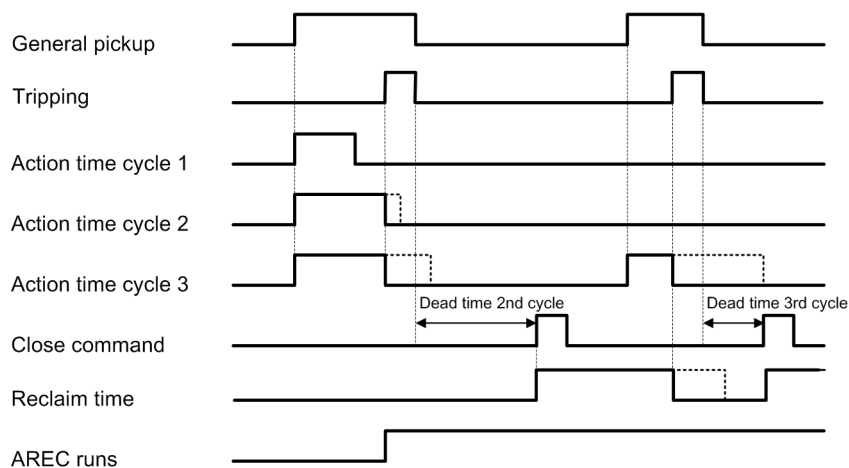 General pickup
Tripping
Action time cycle 1
Action time cycle 2
Action time cycle 3
Dead time 2nd cycle
Dead time 3rd cycle
Close command
Reclaim time
AREC runs